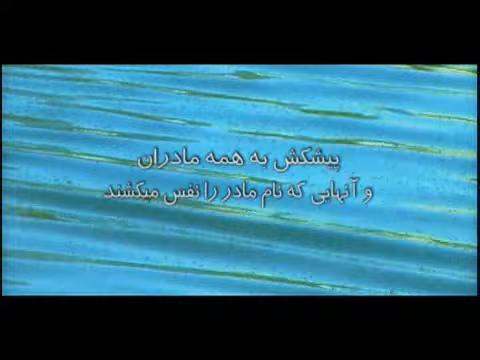 پیشکش به همه مادران
و آنهایی که نام مادر را نفس میکشند